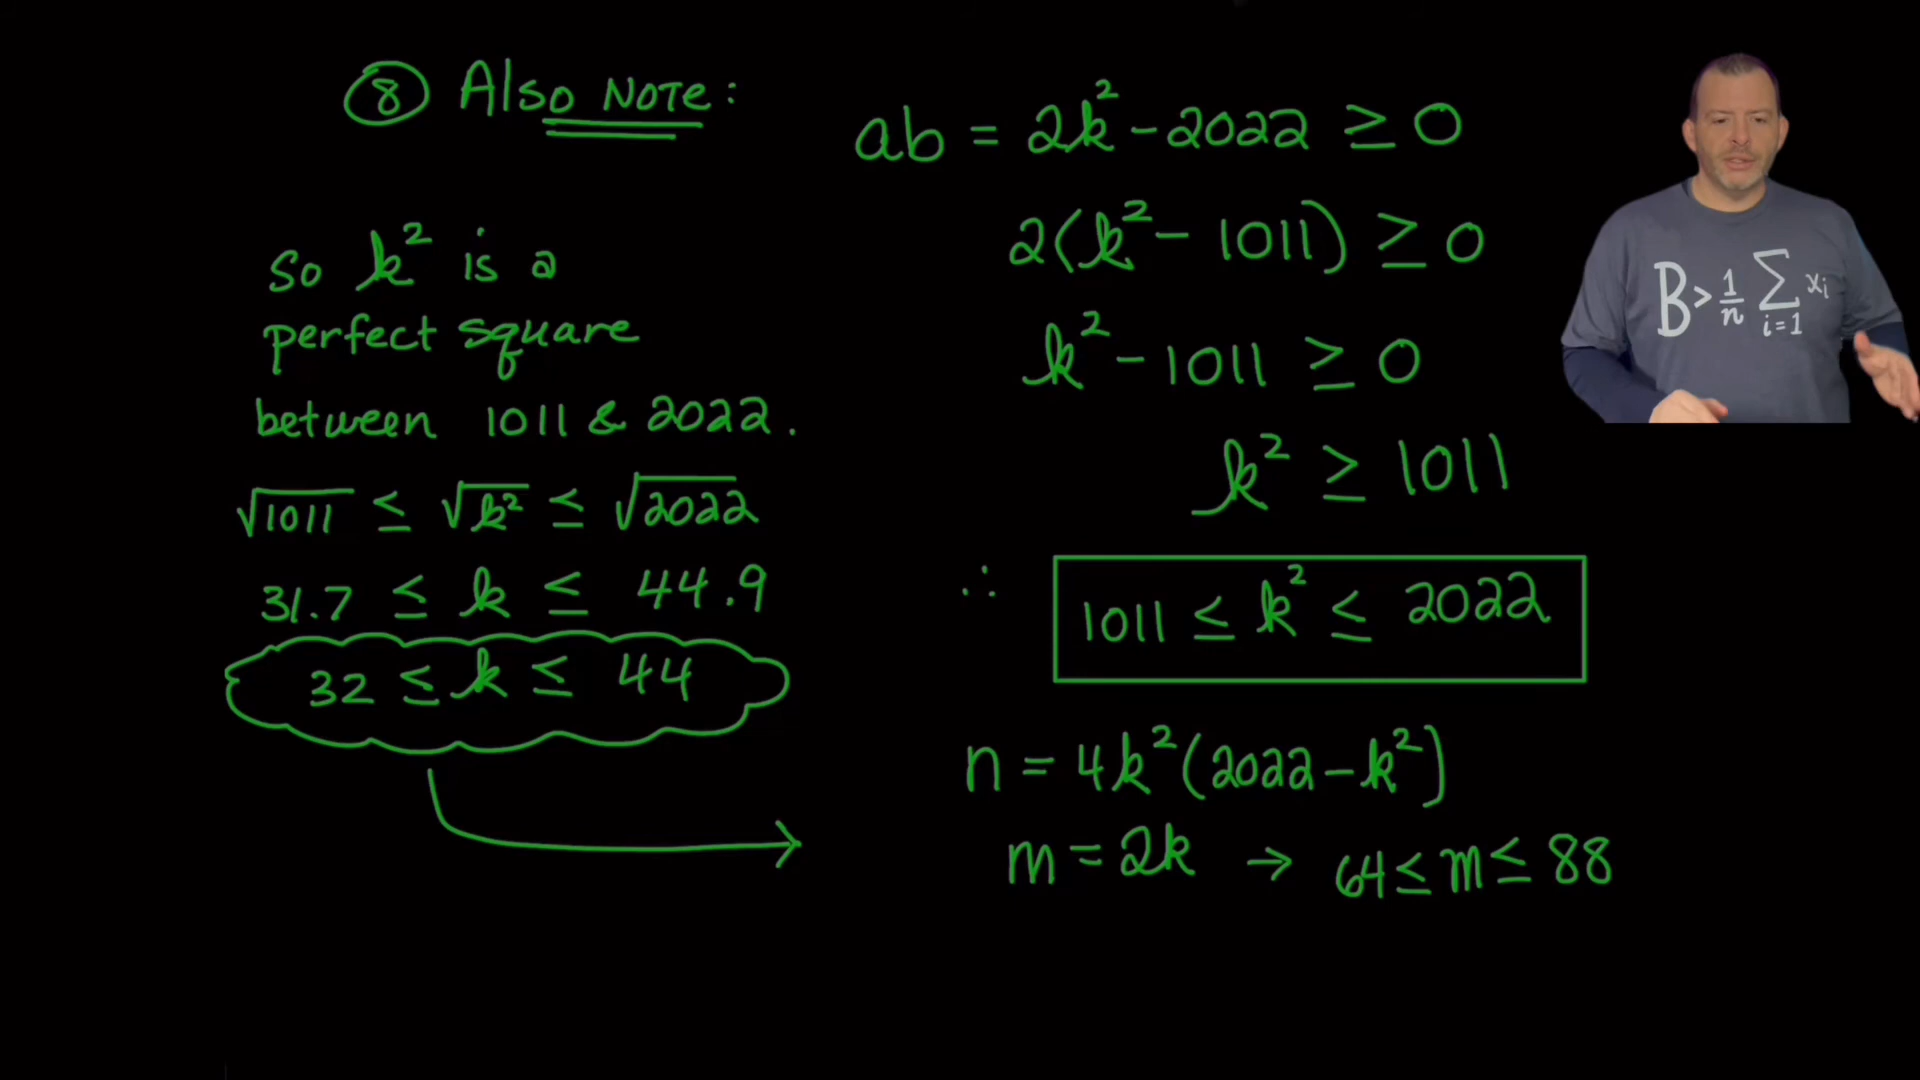 ⑧ Also NOTE:
So k² is a
perfect square
between 1011 & 2022.
√1011 ≤ √k² ≤ √2022
31.7 ≤ k ≤ 44.9
32 ≤ k ≤ 44
ab = 2k² - 2022 ≥ 0
2(k² - 1011) ≥ 0
k² - 1011 ≥ 0
k² ≥ 1011
∴ 1011 ≤ k² ≤ 2022
n = 4k²(2022 - k²)
m = 2k → 64 ≤ m ≤ 88
B > 1/n ∑ i=1 xi